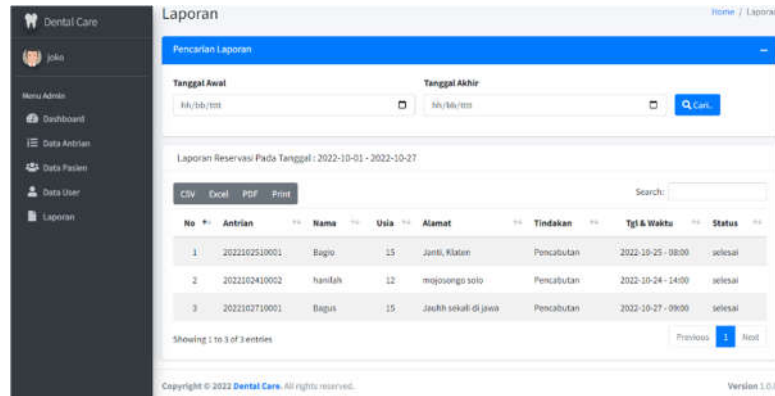 Dental Care
joko
Menu Admin
Dashboard
Data Antrian
Data Pasien
Data User
Laporan
Laporan
Home / Laporan
Pencarian Laporan
Tanggal Awal Tanggal Akhir
hh/bb/tttt hh/bb/tttt Cari..
Laporan Reservasi Pada Tanggal : 2022-10-01 - 2022-10-27
CSV Excel PDF Print Search:
No Antrian Nama Usia Alamat Tindakan Tgl & Waktu Status
1 2022102510001 Bagio 15 Janti, Klaten Pencabutan 2022-10-25 - 08:00 selesai
2 2022102410002 hanilah 12 mojosongo solo Pencabutan 2022-10-24 - 14:00 selesai
3 2022102710001 Bagus 15 Jauhh sekali di jawa Pencabutan 2022-10-27 - 09:00 selesai
Showing 1 to 3 of 3 entries Previous 1 Next
Copyright © 2022 Dental Care. All rights reserved. Version 1.0.